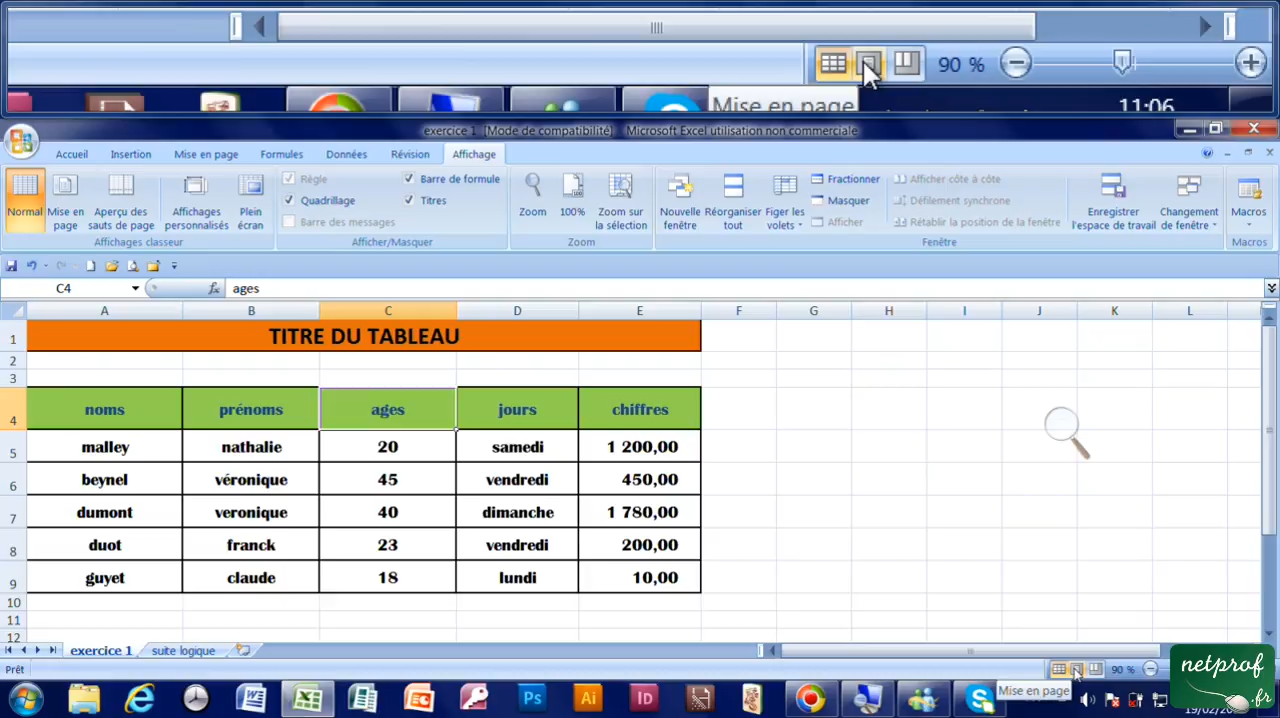 90 %
Mise en page
11:06
exercice 1 [Mode de compatibilité] Microsoft Excel utilisation non commerciale
Accueil Insertion Mise en page Formules Données Révision Affichage
Règle Barre de formule Fractionner Afficher côte à côte
Quadrillage Titres Masquer Défilement synchrone
Barre des messages Afficher Rétablir la position de la fenêtre
Normal Mise en page Aperçu des sauts de page Affichages personnalisés Plein écran Zoom 100% Zoom sur la sélection Nouvelle fenêtre Réorganiser tout Figer les volets Enregistrer l'espace de travail Changement de fenêtre Macros
Affichages classeur Afficher/Masquer Zoom Fenêtre Macros
C4 fx ages
A B C D E F G H I J K L
1 TITRE DU TABLEAU
2
3
4 noms prénoms ages jours chiffres
5 malley nathalie 20 samedi 1 200,00
6 beynel véronique 45 vendredi 450,00
7 dumont veronique 40 dimanche 1 780,00
8 duot franck 23 vendredi 200,00
9 guyet claude 18 lundi 10,00
10
11
12
exercice 1 suite logique
Prêt 90 %
Mise en page
Ps Ai ID
netprof.fr